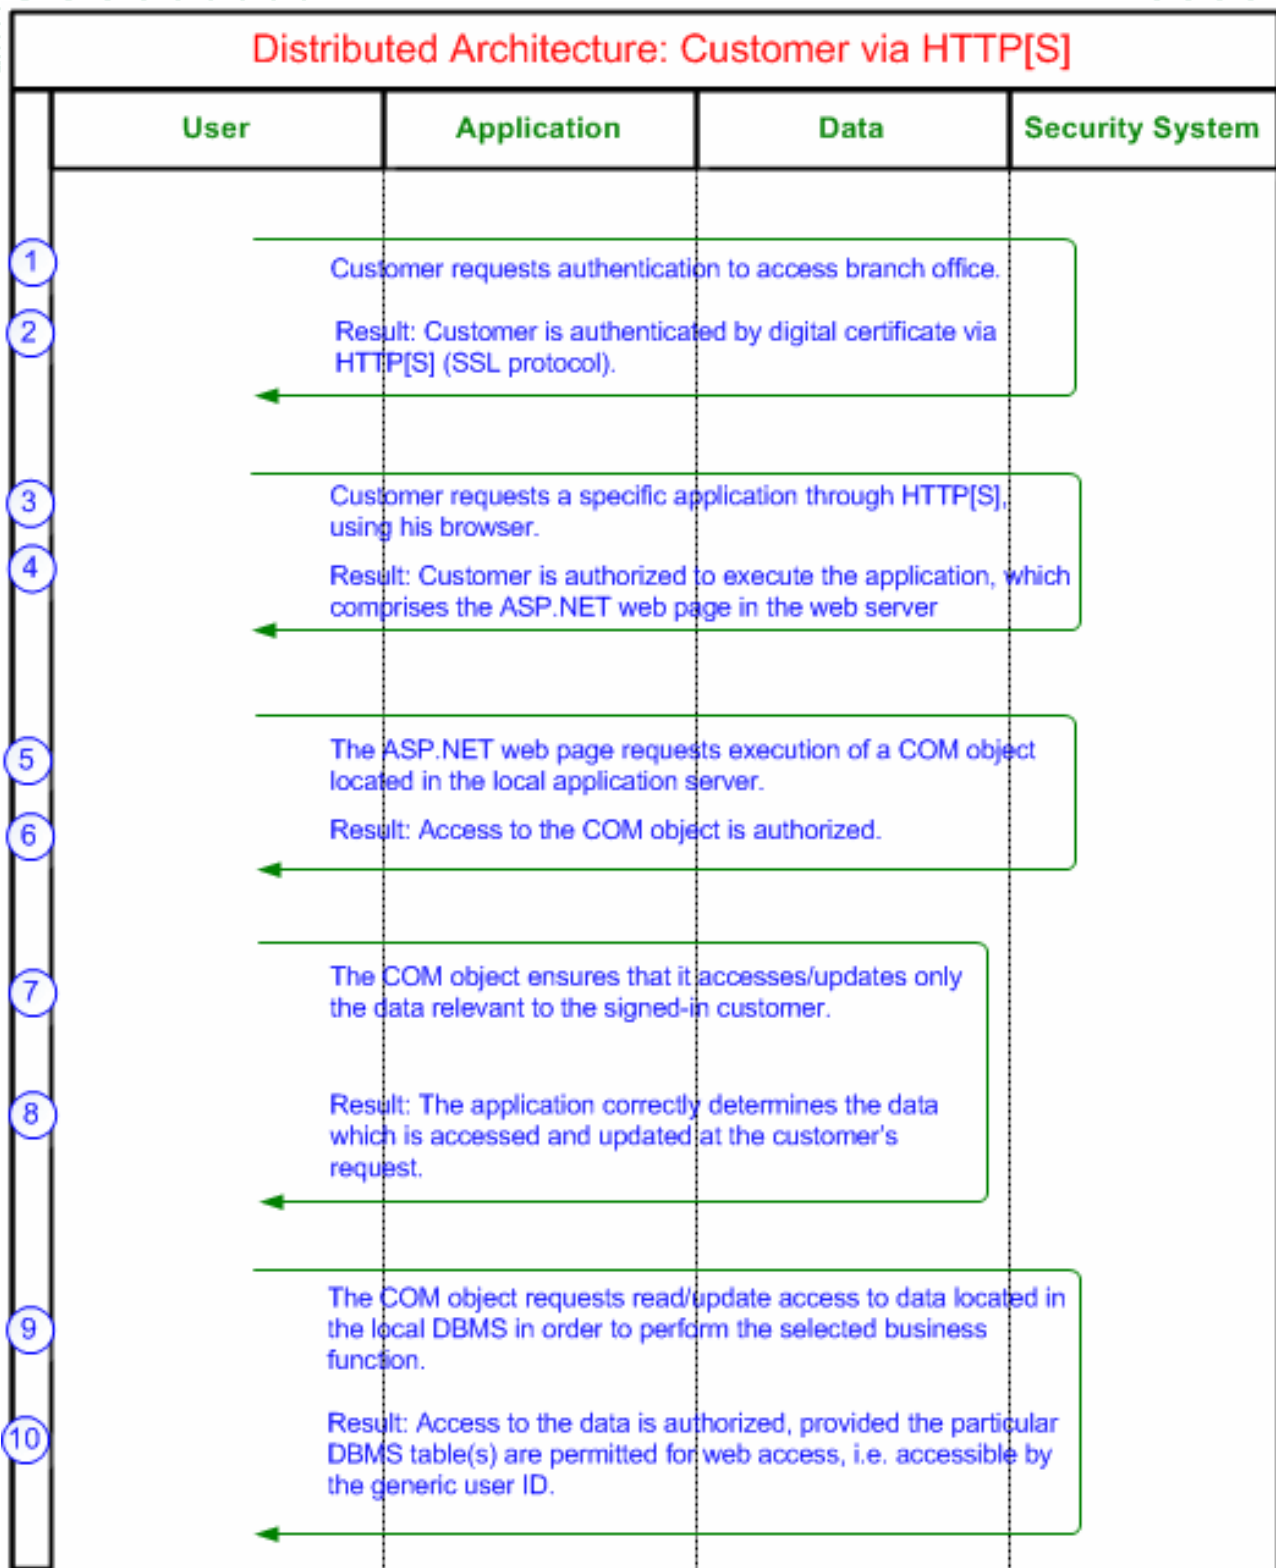 Distributed Architecture: Customer via HTTP[S]
User Application Data Security System
1
Customer requests authentication to access branch office.
2
Result: Customer is authenticated by digital certificate via
HTTP[S] (SSL protocol).
3
Customer requests a specific application through HTTP[S],
using his browser.
4
Result: Customer is authorized to execute the application, which
comprises the ASP.NET web page in the web server
5
The ASP.NET web page requests execution of a COM object
located in the local application server.
6
Result: Access to the COM object is authorized.
7
The COM object ensures that it accesses/updates only
the data relevant to the signed-in customer.
8
Result: The application correctly determines the data
which is accessed and updated at the customer's
request.
9
The COM object requests read/update access to data located in
the local DBMS in order to perform the selected business
function.
10
Result: Access to the data is authorized, provided the particular
DBMS table(s) are permitted for web access, i.e. accessible by
the generic user ID.